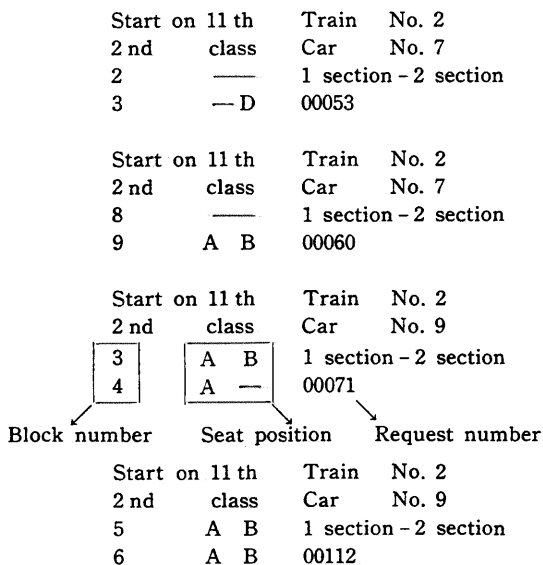 Start on 11 th Train No. 2
2 nd class Car No. 7
2 — 1 section – 2 section
3 — D 00053
Start on 11 th Train No. 2
2 nd class Car No. 7
8 — 1 section – 2 section
9 A B 00060
Start on 11 th Train No. 2
2 nd class Car No. 9
3 A B 1 section – 2 section
4 A — 00071
Block number Seat position Request number
Start on 11 th Train No. 2
2 nd class Car No. 9
5 A B 1 section – 2 section
6 A B 00112